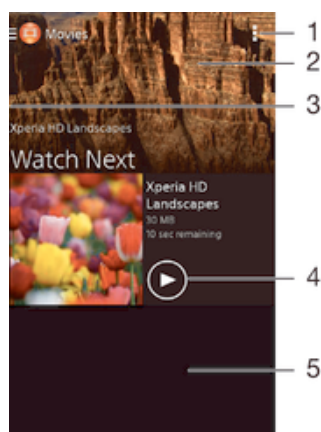 Movies
1
2
3
Xperia HD Landscapes
Watch Next
Xperia HD
Landscapes
30 MB
10 sec remaining
4
5